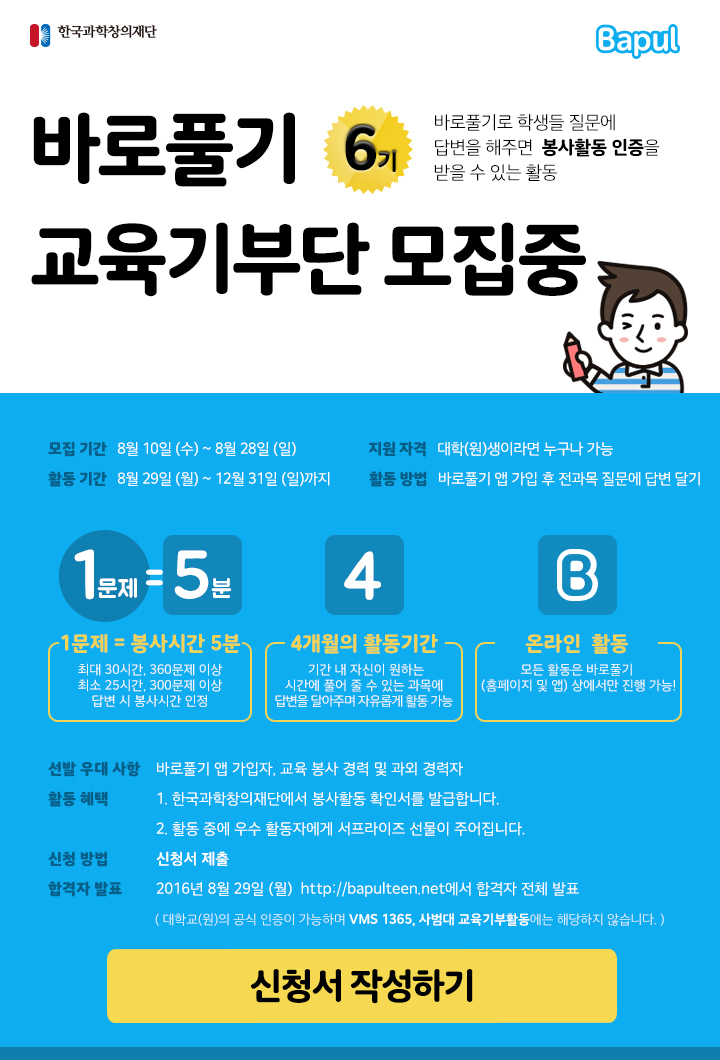 한국과학창의재단
Bapul
바로풀기 6기
바로풀기로 학생들 질문에
답변을 해주면 봉사활동 인증을
받을 수 있는 활동
교육기부단 모집중
모집 기간 8월 10일 (수) ~ 8월 28일 (일)
지원 자격 대학(원)생이라면 누구나 가능
활동 기간 8월 29일 (월) ~ 12월 31일 (일)까지
활동 방법 바로풀기 앱 가입 후 전과목 질문에 답변 달기
1문제 = 5분
1문제 = 봉사시간 5분
최대 30시간, 360문제 이상
최소 25시간, 300문제 이상
답변 시 봉사시간 인정
4
4개월의 활동기간
기간 내 자신이 원하는
시간에 풀어 줄 수 있는 과목에
답변을 달아주며 자유롭게 활동 가능
B
온라인 활동
모든 활동은 바로풀기
(홈페이지 및 앱) 상에서만 진행 가능!
선발 우대 사항 바로풀기 앱 가입자, 교육 봉사 경력 및 과외 경력자
활동 혜택 1. 한국과학창의재단에서 봉사활동 확인서를 발급합니다.
2. 활동 중에 우수 활동자에게 서프라이즈 선물이 주어집니다.
신청 방법 신청서 제출
합격자 발표 2016년 8월 29일 (월) http://bapulteen.net에서 합격자 전체 발표
( 대학교(원)의 공식 인증이 가능하며 VMS 1365, 사범대 교육기부활동에는 해당하지 않습니다. )
신청서 작성하기